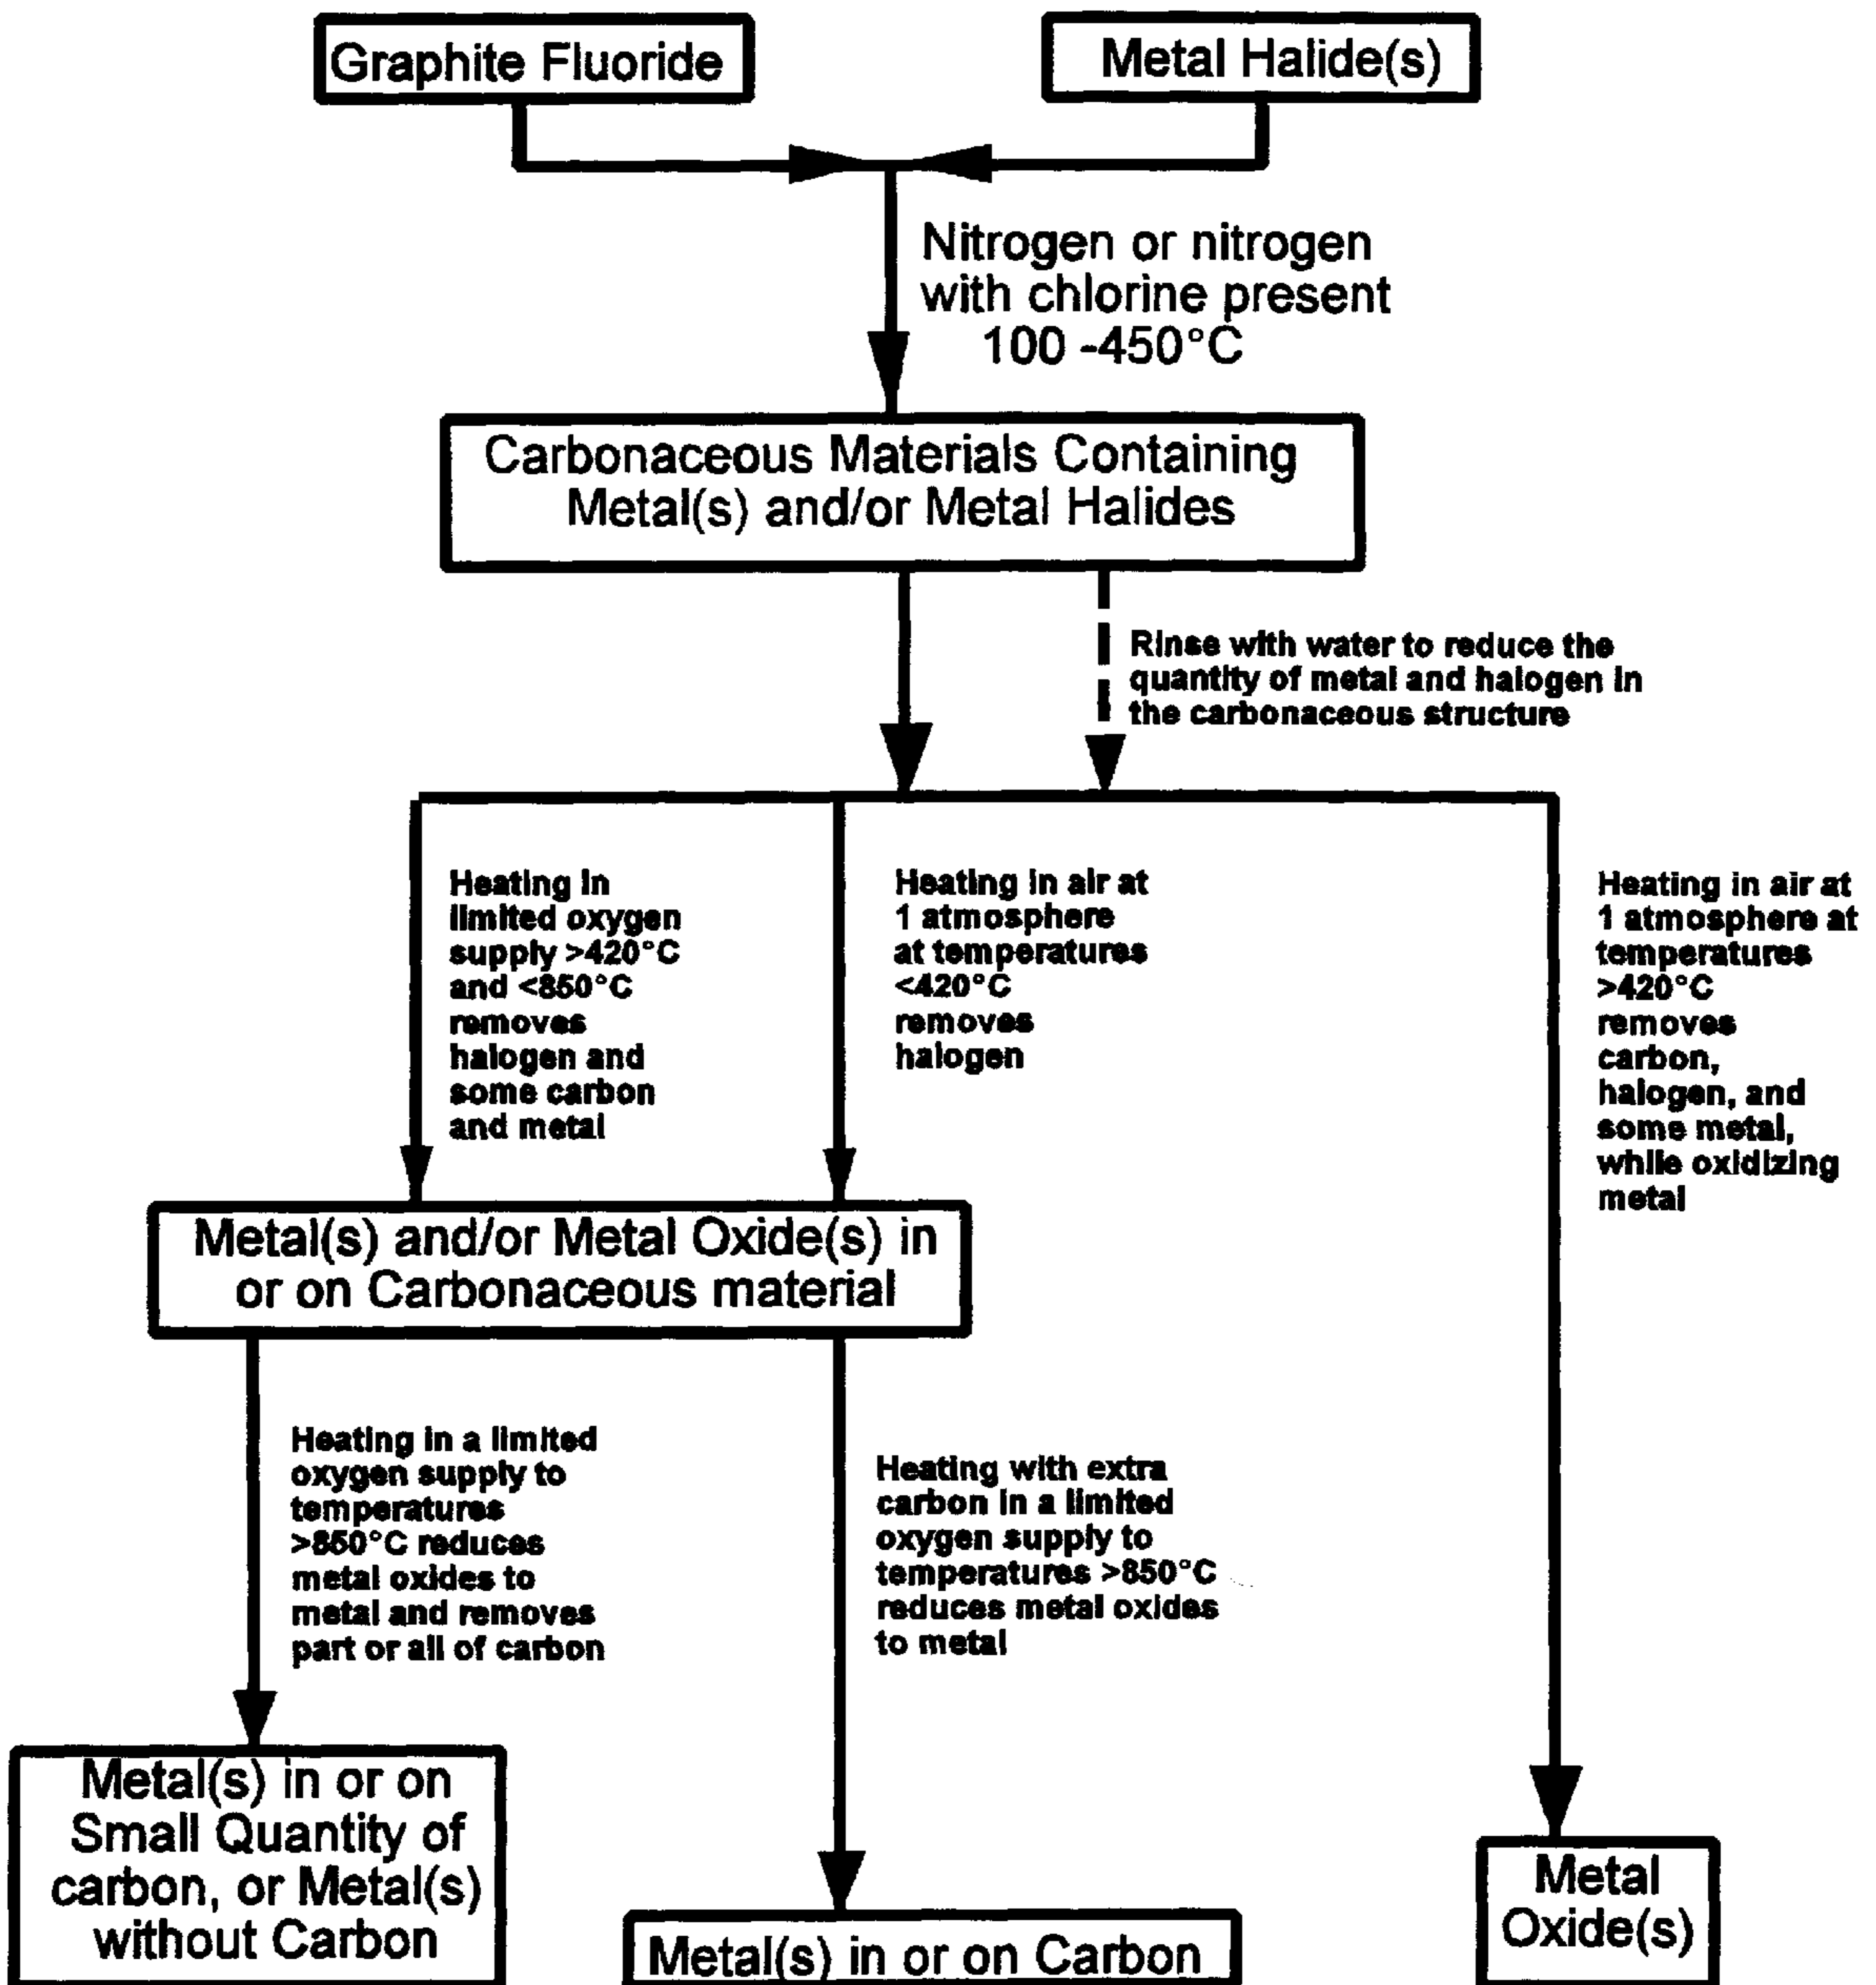 Graphite Fluoride
Metal Halide(s)
Nitrogen or nitrogen
with chlorine present
100 -450°C
Carbonaceous Materials Containing
Metal(s) and/or Metal Halides
Rinse with water to reduce the
quantity of metal and halogen in
the carbonaceous structure
Heating in
limited oxygen
supply >420°C
and <850°C
removes
halogen and
some carbon
and metal
Heating in air at
1 atmosphere
at temperatures
<420°C
removes
halogen
Heating in air at
1 atmosphere at
temperatures
>420°C
removes
carbon,
halogen, and
some metal,
while oxidizing
metal
Metal(s) and/or Metal Oxide(s) in
or on Carbonaceous material
Heating in a limited
oxygen supply to
temperatures
>850°C reduces
metal oxides to
metal and removes
part or all of carbon
Heating with extra
carbon in a limited
oxygen supply to
temperatures >850°C
reduces metal oxides
to metal
Metal(s) in or on
Small Quantity of
carbon, or Metal(s)
without Carbon
Metal(s) in or on Carbon
Metal
Oxide(s)